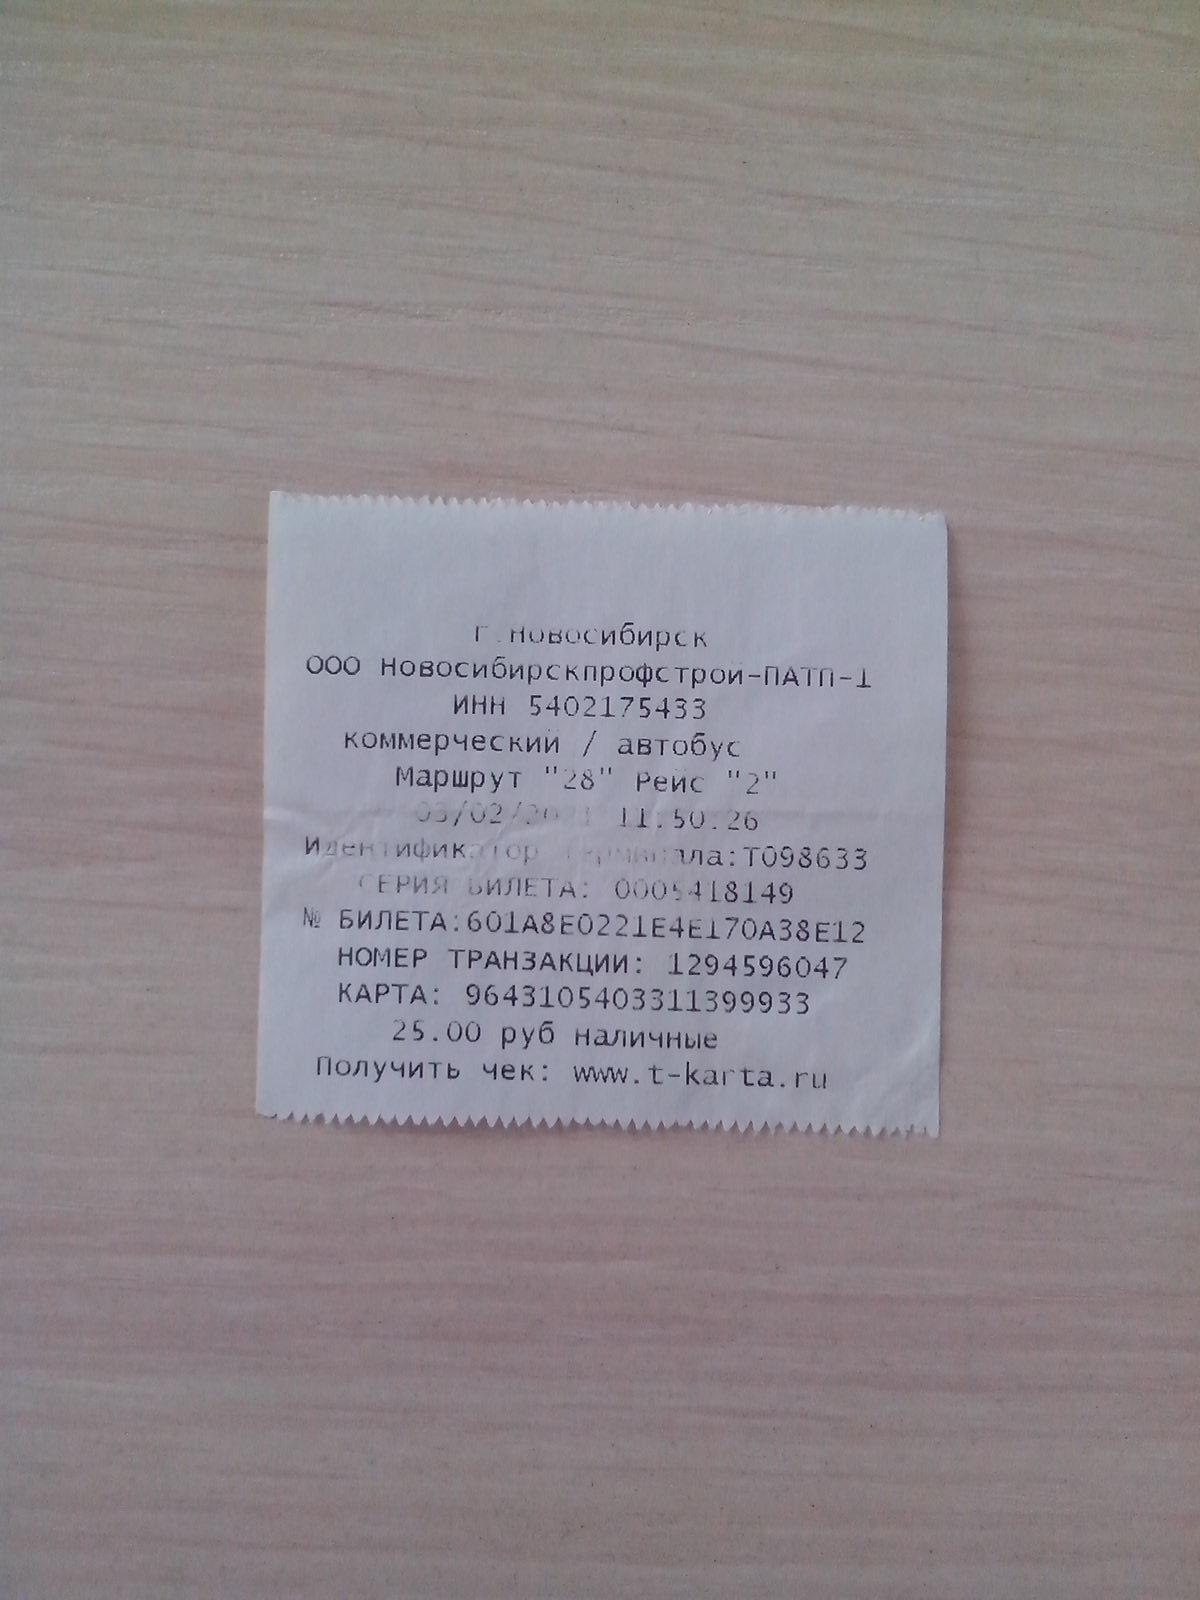 г.Новосибирск
ООО Новосибирскпрофстрой-ПАТП-1
ИНН 5402175433
коммерческий / автобус
Маршрут "28" Рейс "2"
03/02/2021 11:50:26
Идентификатор терминала:T098633
СЕРИЯ БИЛЕТА: 0005418149
№ БИЛЕТА:601A8E0221E4E170A38E12
НОМЕР ТРАНЗАКЦИИ: 1294596047
КАРТА: 9643105403311399933
25.00 руб наличные
Получить чек: www.t-karta.ru